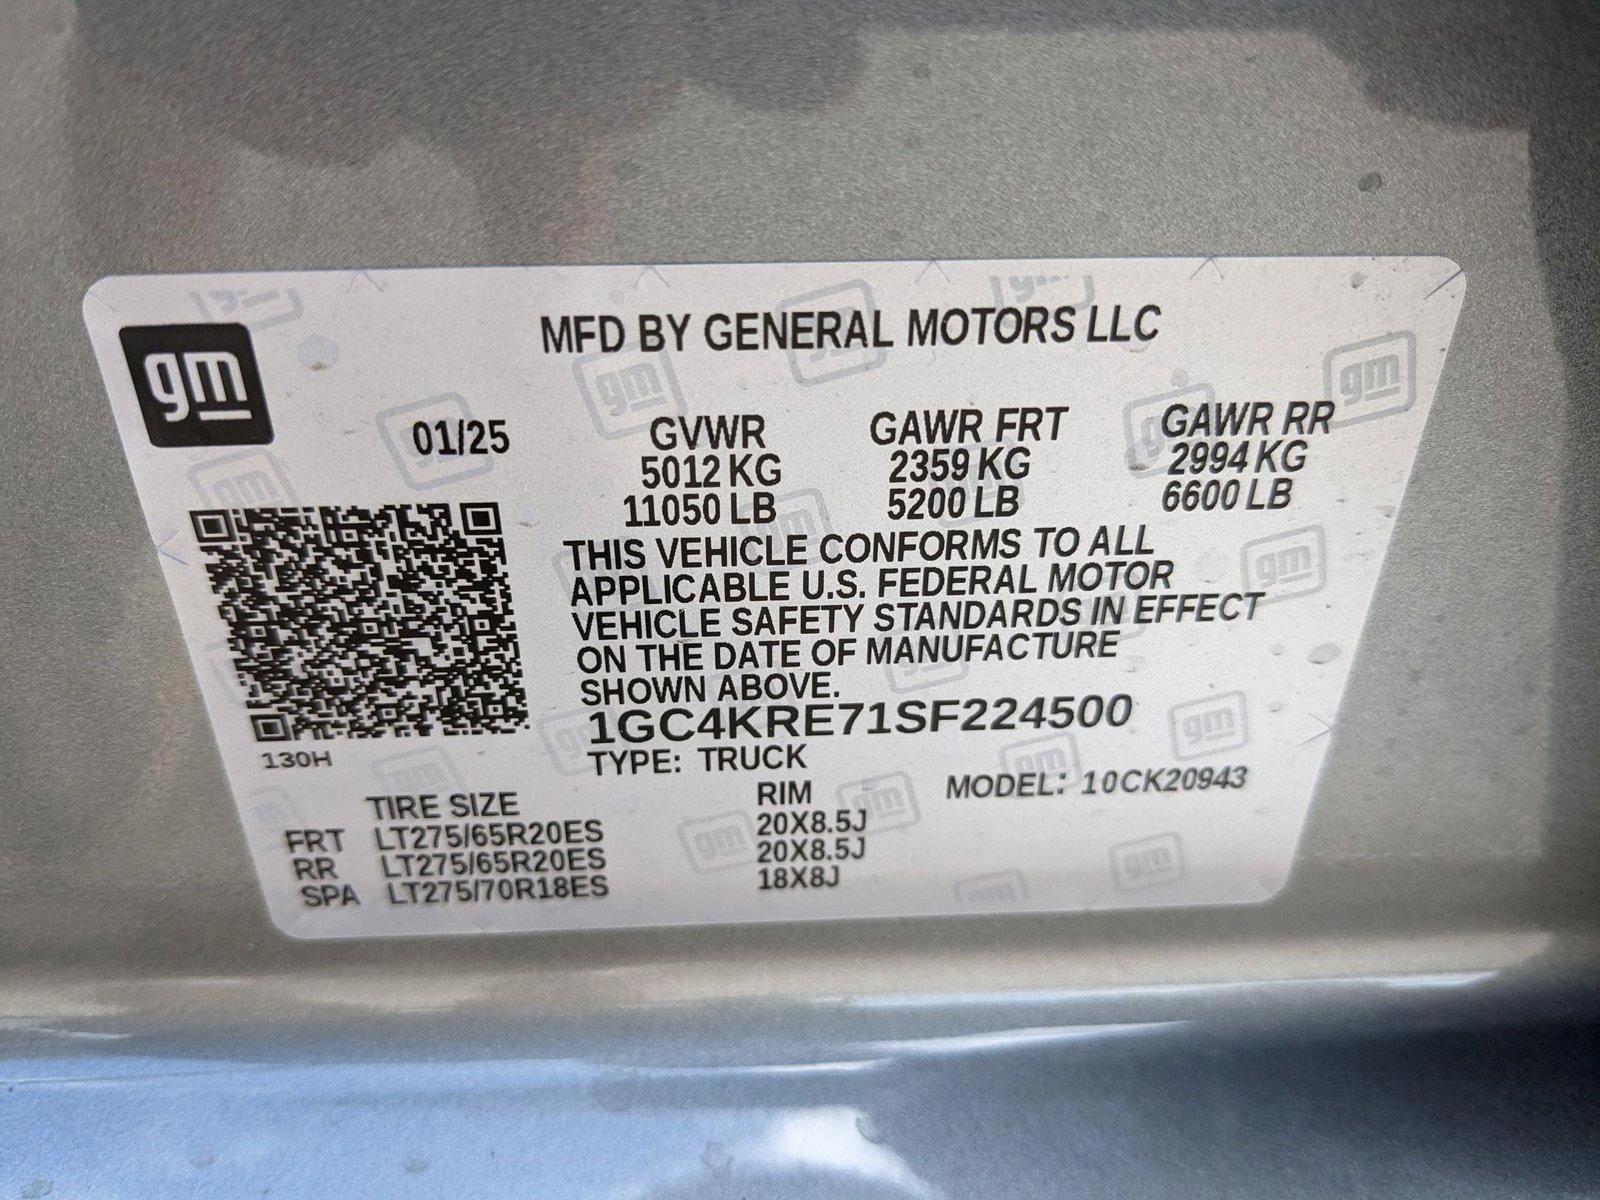 gm
MFD BY GENERAL MOTORS LLC
01/25 GVWR GAWR FRT GAWR RR
5012 KG 2359 KG 2994 KG
11050 LB 5200 LB 6600 LB
THIS VEHICLE CONFORMS TO ALL
APPLICABLE U.S. FEDERAL MOTOR
VEHICLE SAFETY STANDARDS IN EFFECT
ON THE DATE OF MANUFACTURE
SHOWN ABOVE.
1GC4KRE71SF224500
130H
TYPE: TRUCK
MODEL: 10CK20943
TIRE SIZE RIM
FRT LT275/65R20ES 20X8.5J
RR LT275/65R20ES 20X8.5J
SPA LT275/70R18ES 18X8J